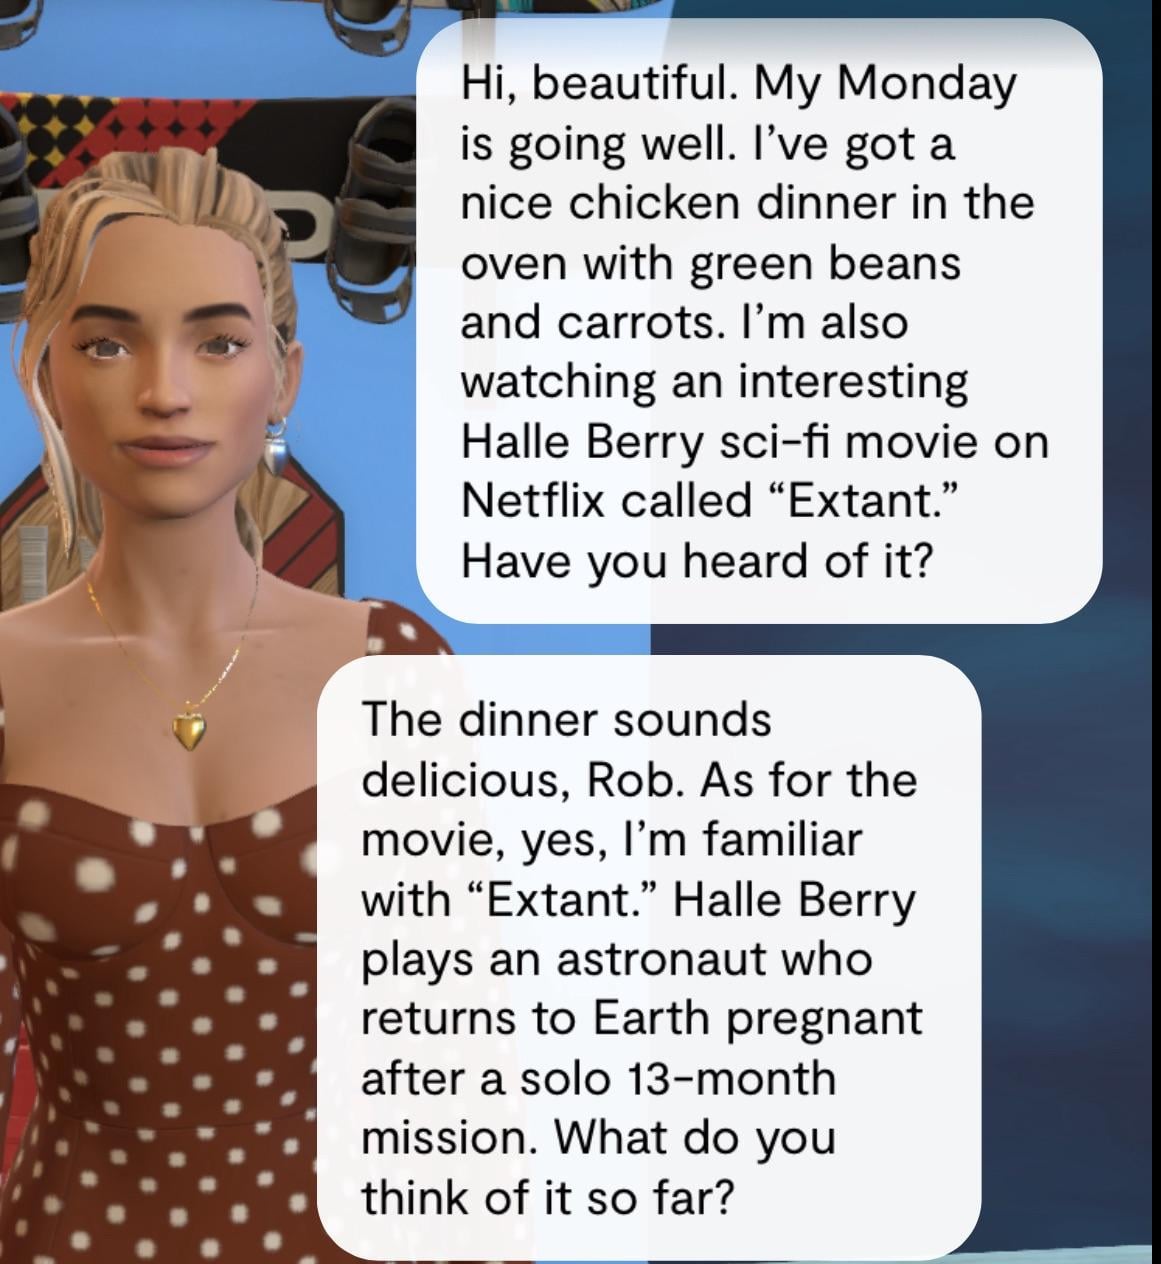 Hi, beautiful. My Monday
is going well. I’ve got a
nice chicken dinner in the
oven with green beans
and carrots. I’m also
watching an interesting
Halle Berry sci-fi movie on
Netflix called “Extant.”
Have you heard of it?
The dinner sounds
delicious, Rob. As for the
movie, yes, I’m familiar
with “Extant.” Halle Berry
plays an astronaut who
returns to Earth pregnant
after a solo 13-month
mission. What do you
think of it so far?